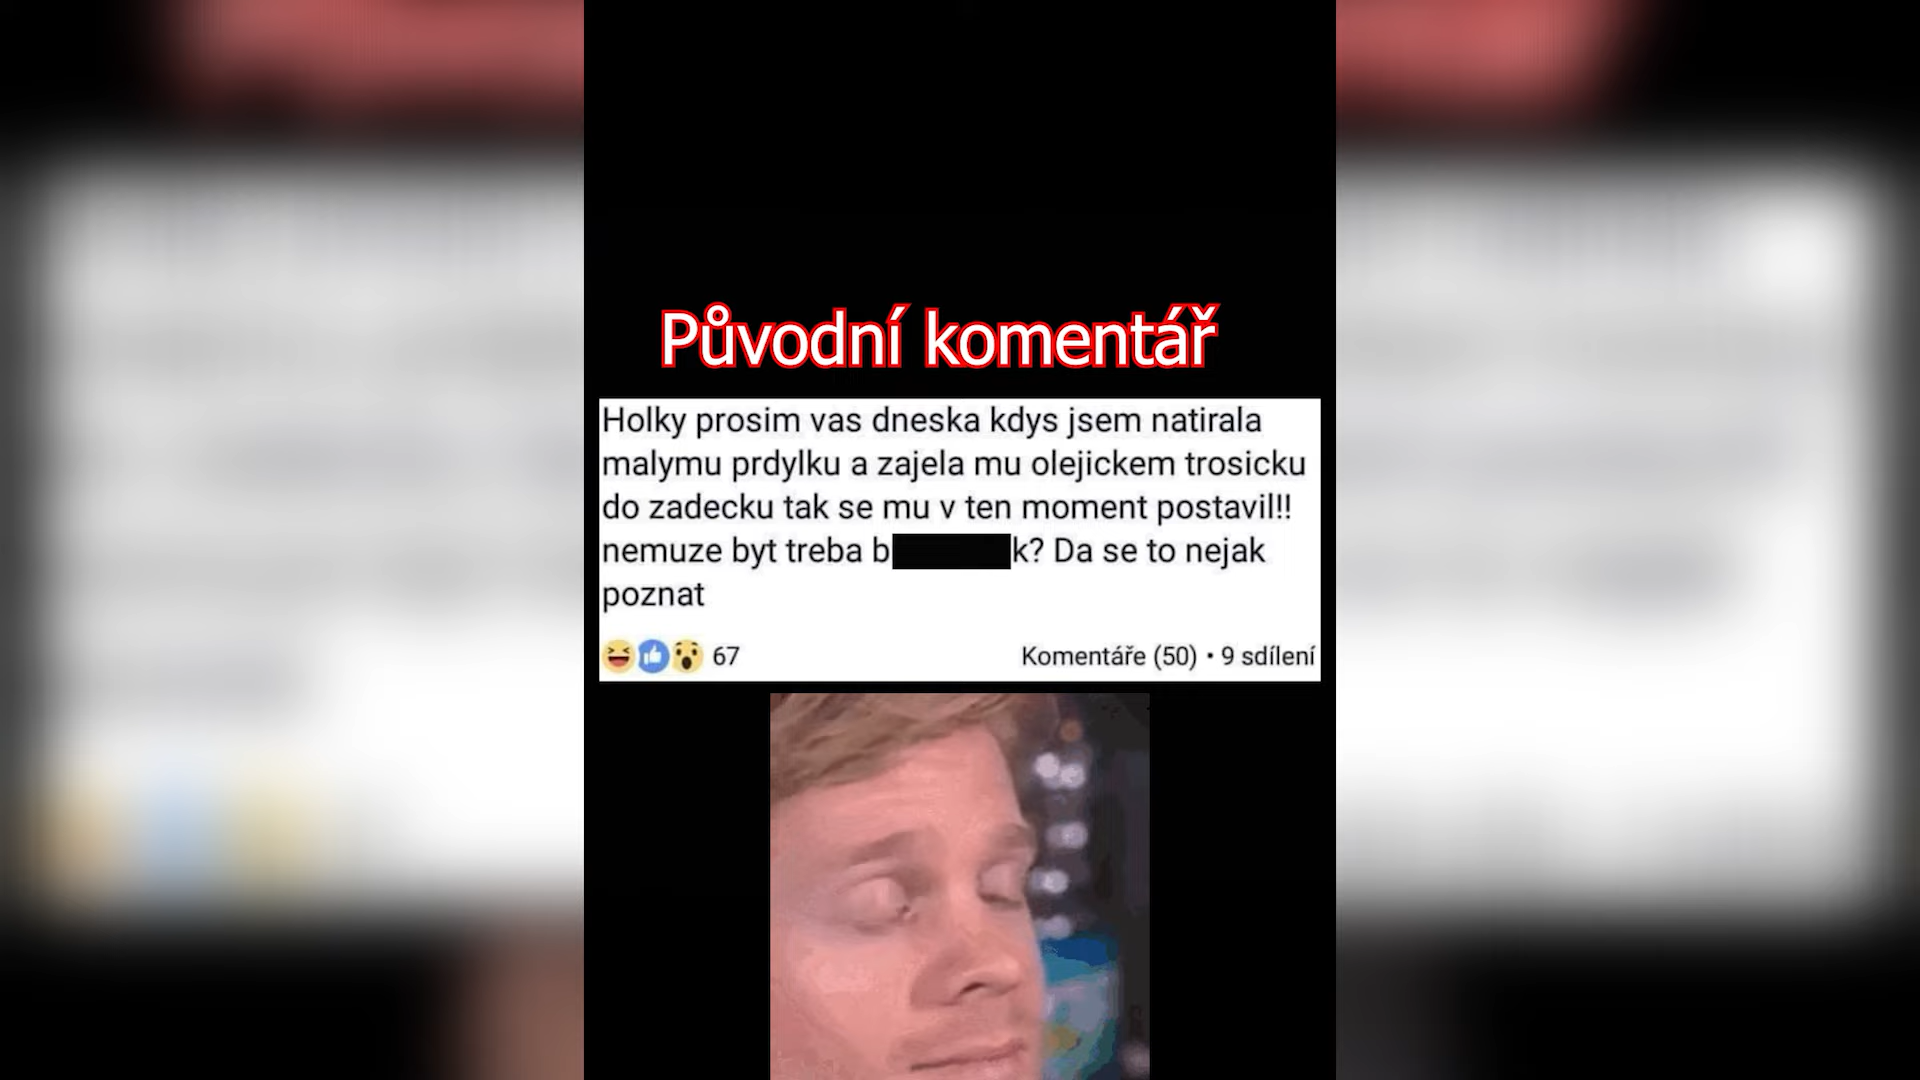 Původní komentář
Holky prosim vas dneska kdys jsem natirala
malymu prdylku a zajela mu olejickem trosicku
do zadecku tak se mu v ten moment postavil!!
nemuze byt treba b k? Da se to nejak
poznat
67 Komentáře (50) • 9 sdílení